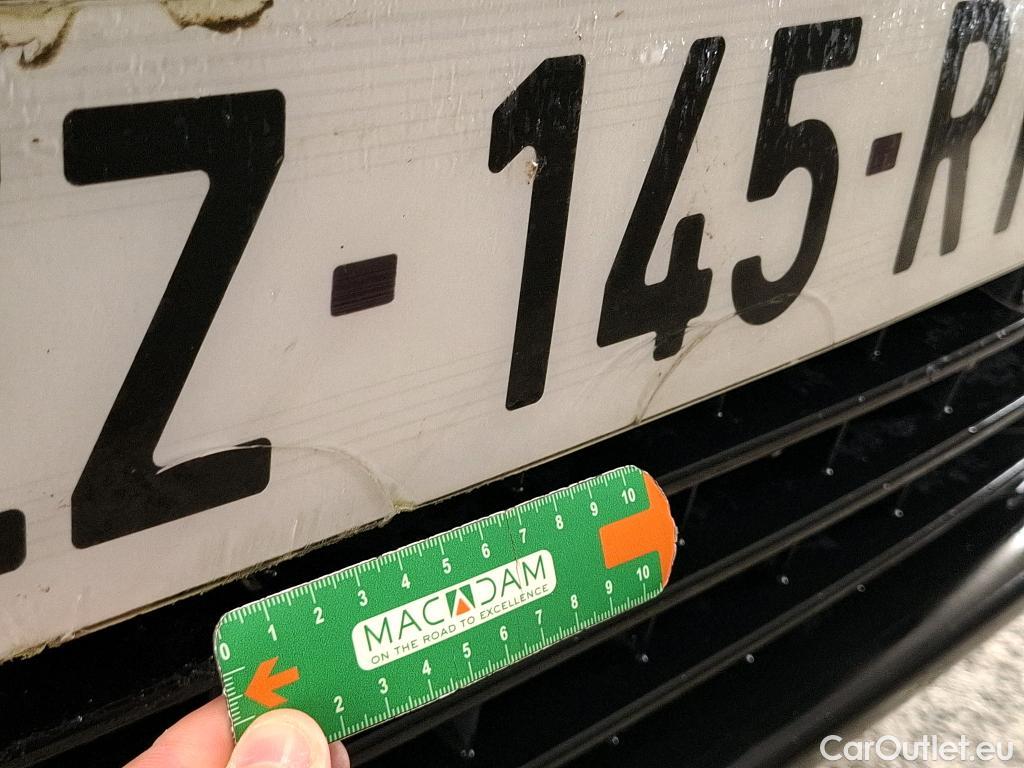 Z-145-R
0 1 2 3 4 5 6 7 8 9 10
MACADAM
ON THE ROAD TO EXCELLENCE
2 3 4 5 6 7 8 9 10
CarOutlet.eu